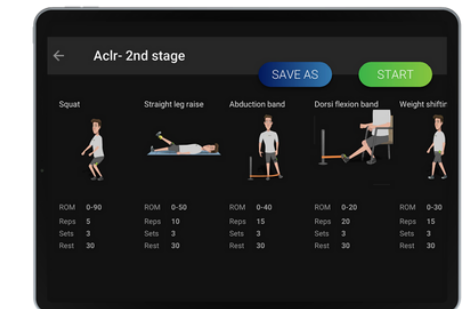 Aclr- 2nd stage
SAVE AS
START
Squat
Straight leg raise
Abduction band
Dorsi flexion band
Weight shiftin
ROM 0-90
Reps 5
Sets 3
Rest 30
ROM 0-50
Reps 10
Sets 3
Rest 30
ROM 0-40
Reps 15
Sets 3
Rest 30
ROM 0-20
Reps 20
Sets 3
Rest 30
ROM 0-30
Reps 15
Sets 3
Rest 30